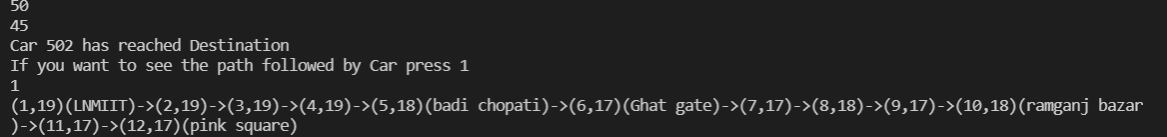 50
45
Car 502 has reached Destination
If you want to see the path followed by Car press 1
1
(1,19)(LNMIIT)->(2,19)->(3,19)->(4,19)->(5,18)(badi chopati)->(6,17)(Ghat gate)->(7,17)->(8,18)->(9,17)->(10,18)(ramganj bazar
)->(11,17)->(12,17)(pink square)